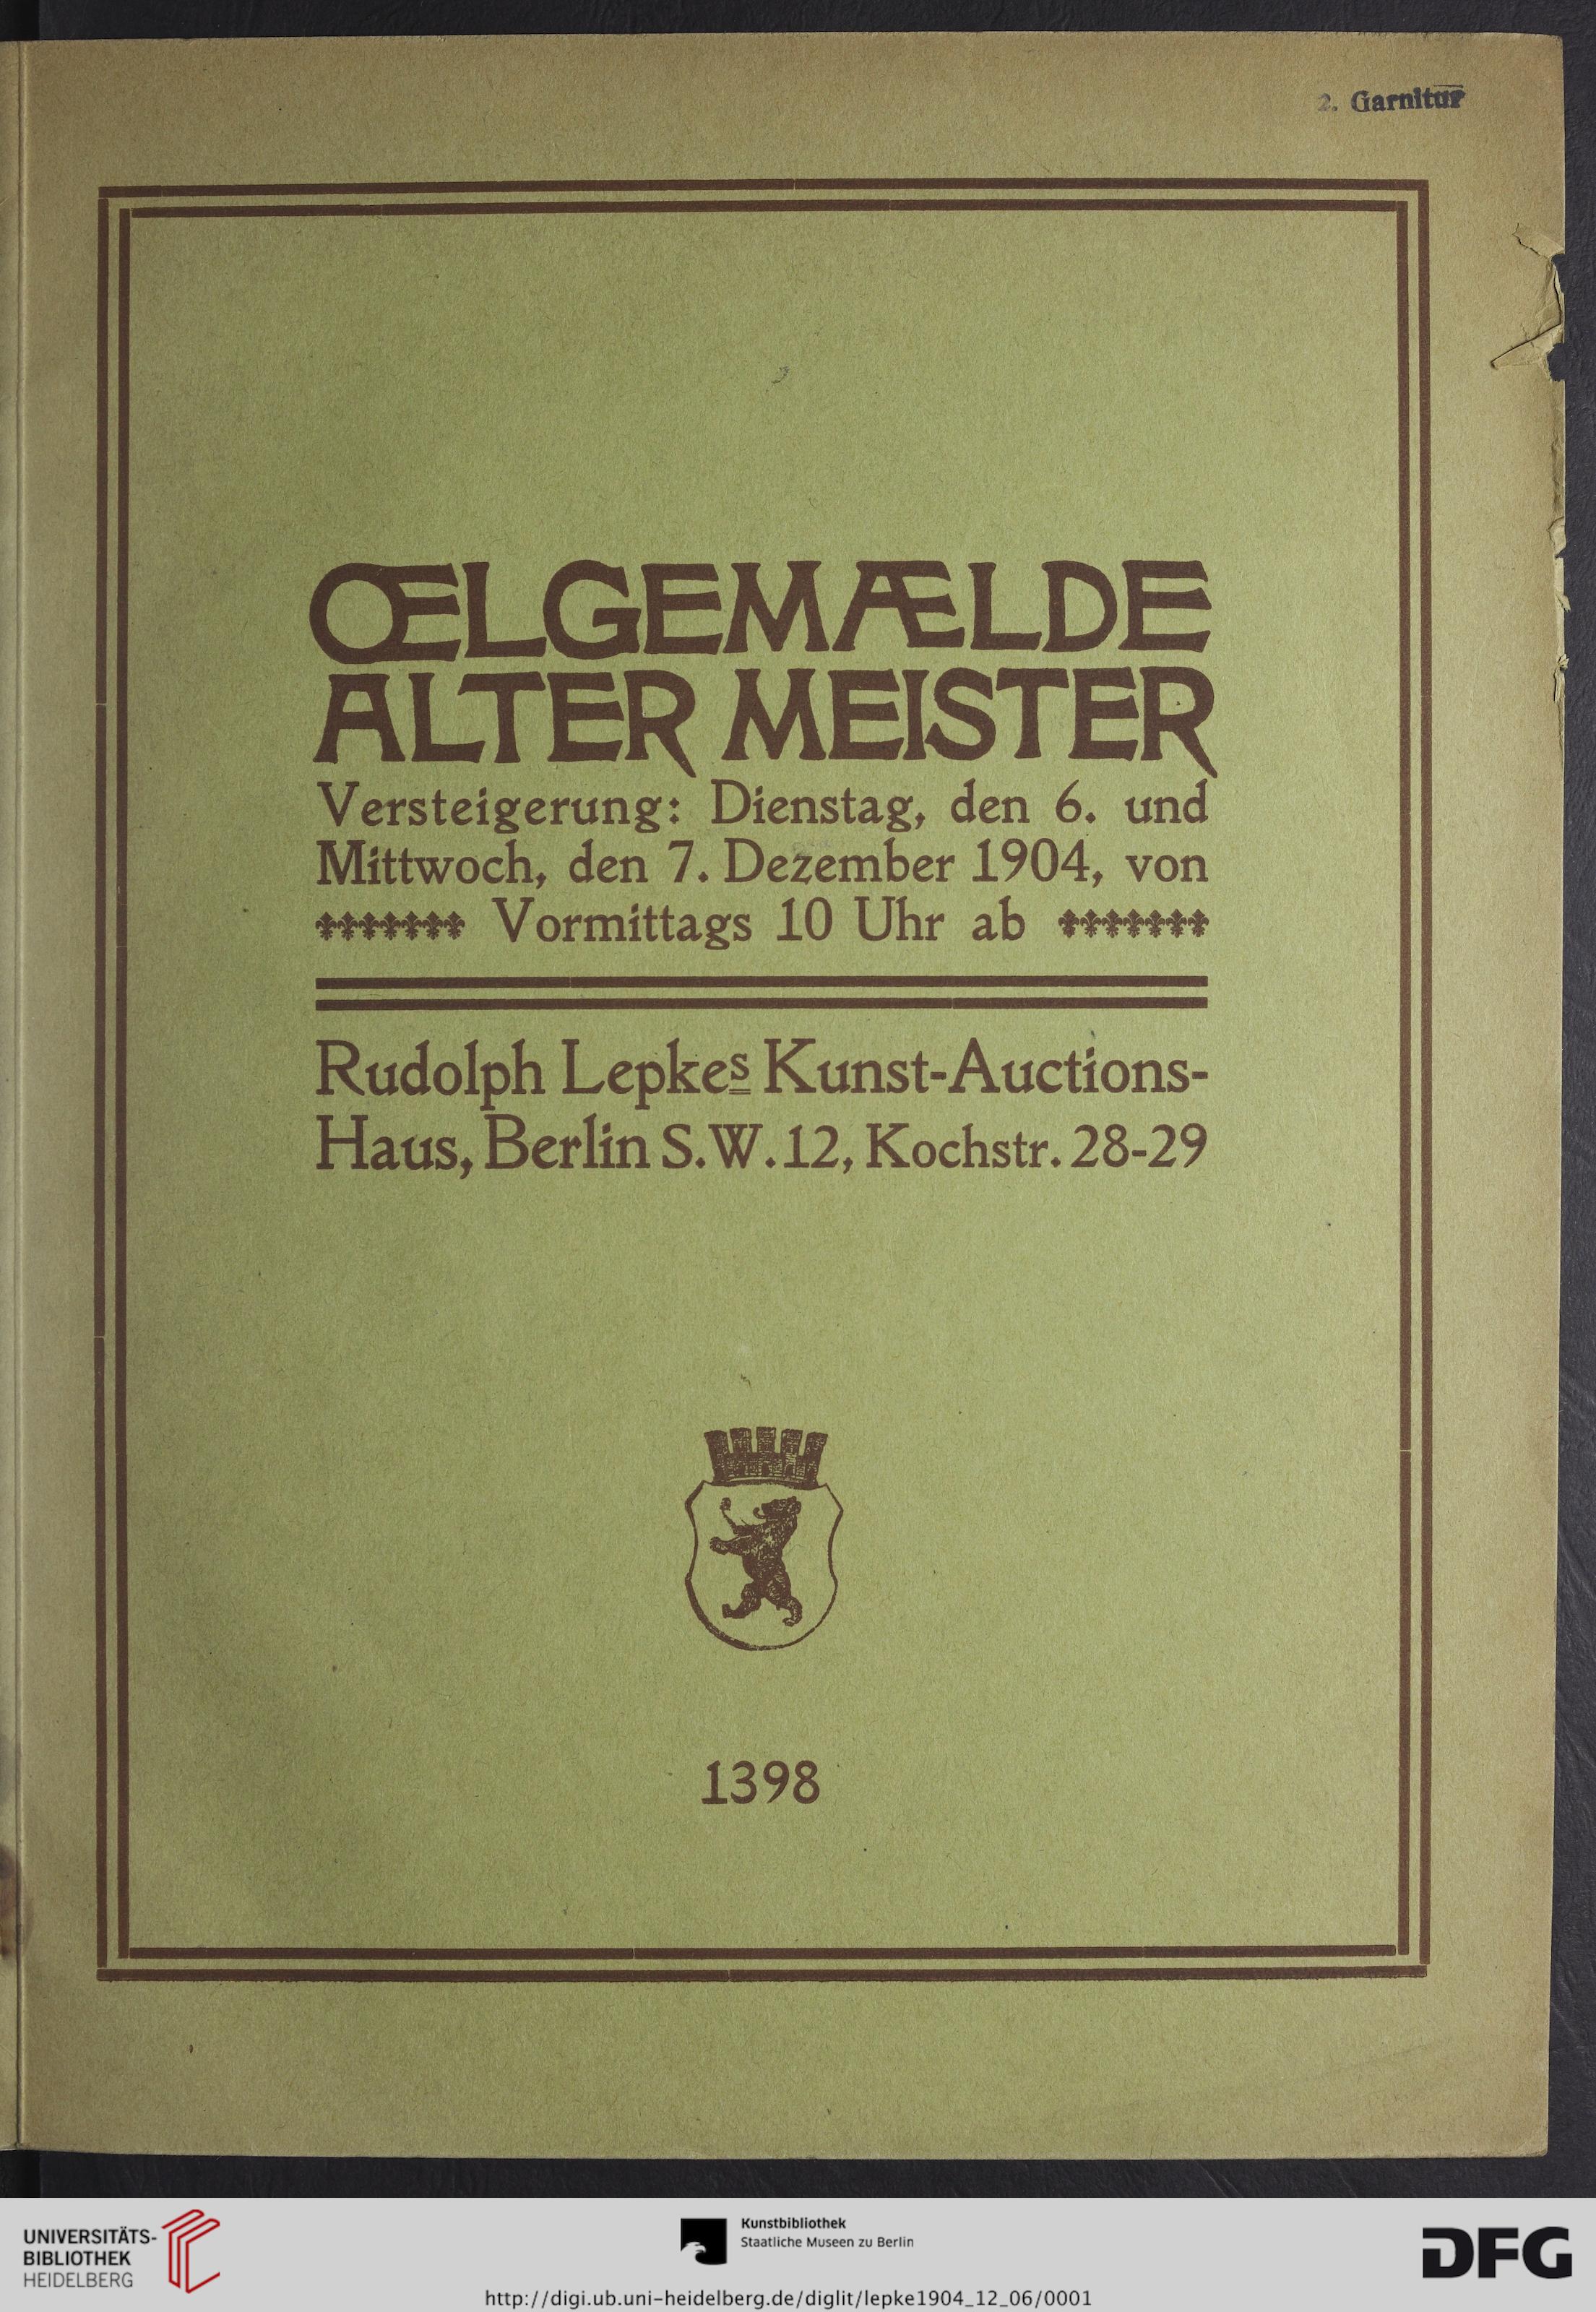 2. Garnitur
ŒLGEMÆLDE
ALTER MEISTER
Versteigerung: Dienstag, den 6. und
Mittwoch, den 7. Dezember 1904, von
Vormittags 10 Uhr ab
Rudolph Lepkes Kunst-Auctions-
Haus, Berlin S.W. 12, Kochstr. 28-29
1398
UNIVERSITÄTS-
BIBLIOTHEK
HEIDELBERG
Kunstbibliothek
Staatliche Museen zu Berlin
DFG
http://digi.ub.uni-heidelberg.de/diglit/lepke1904_12_06/0001